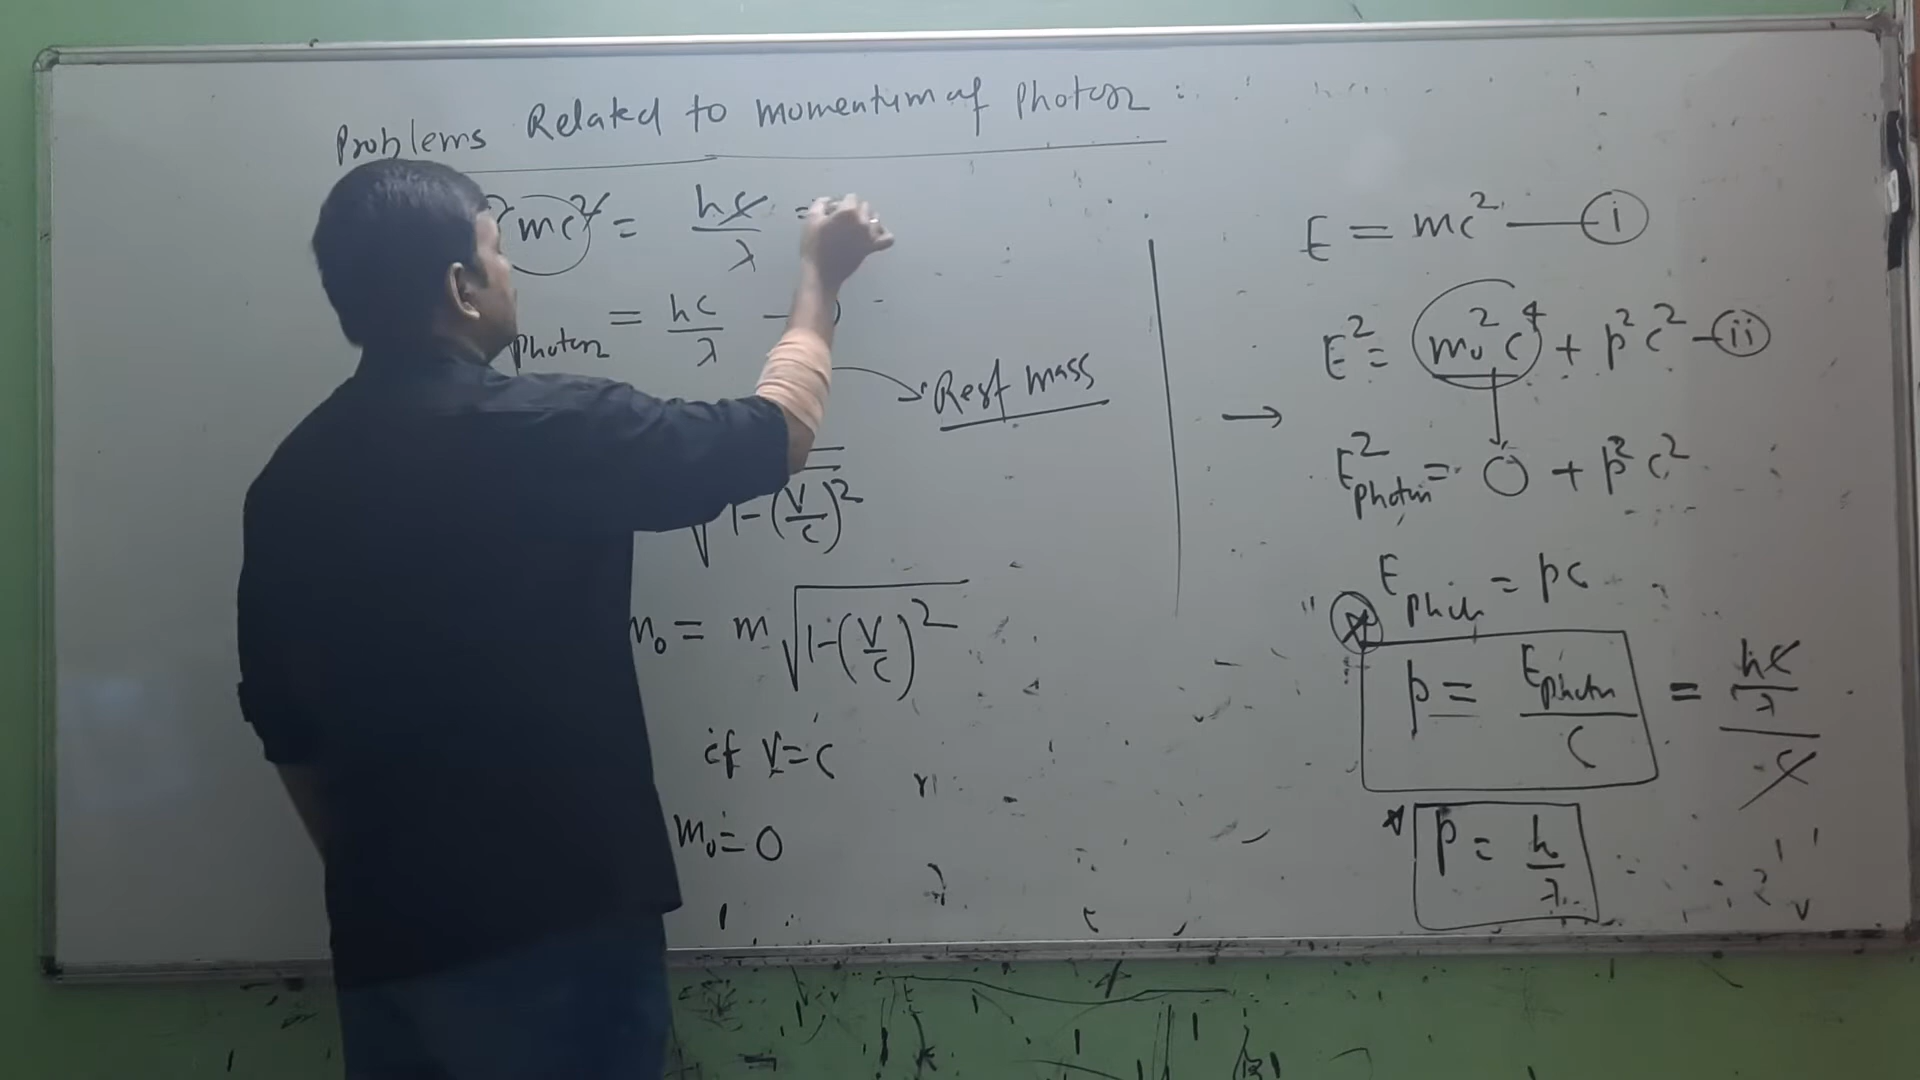 Problems Related to momentum of photon
mc² = hc/λ =
photon = hc/λ
Rest mass
√1-(v/c)²
m₀ = m √1-(v/c)²
if v=c
m₀ = 0
E = mc² — (i)
E² = m₀²c⁴ + p²c² — (ii)
→
E²photon = 0 + p²c²
Ephoton = pc
p = Ephoton/c = hc/λ/c
p = h/λ